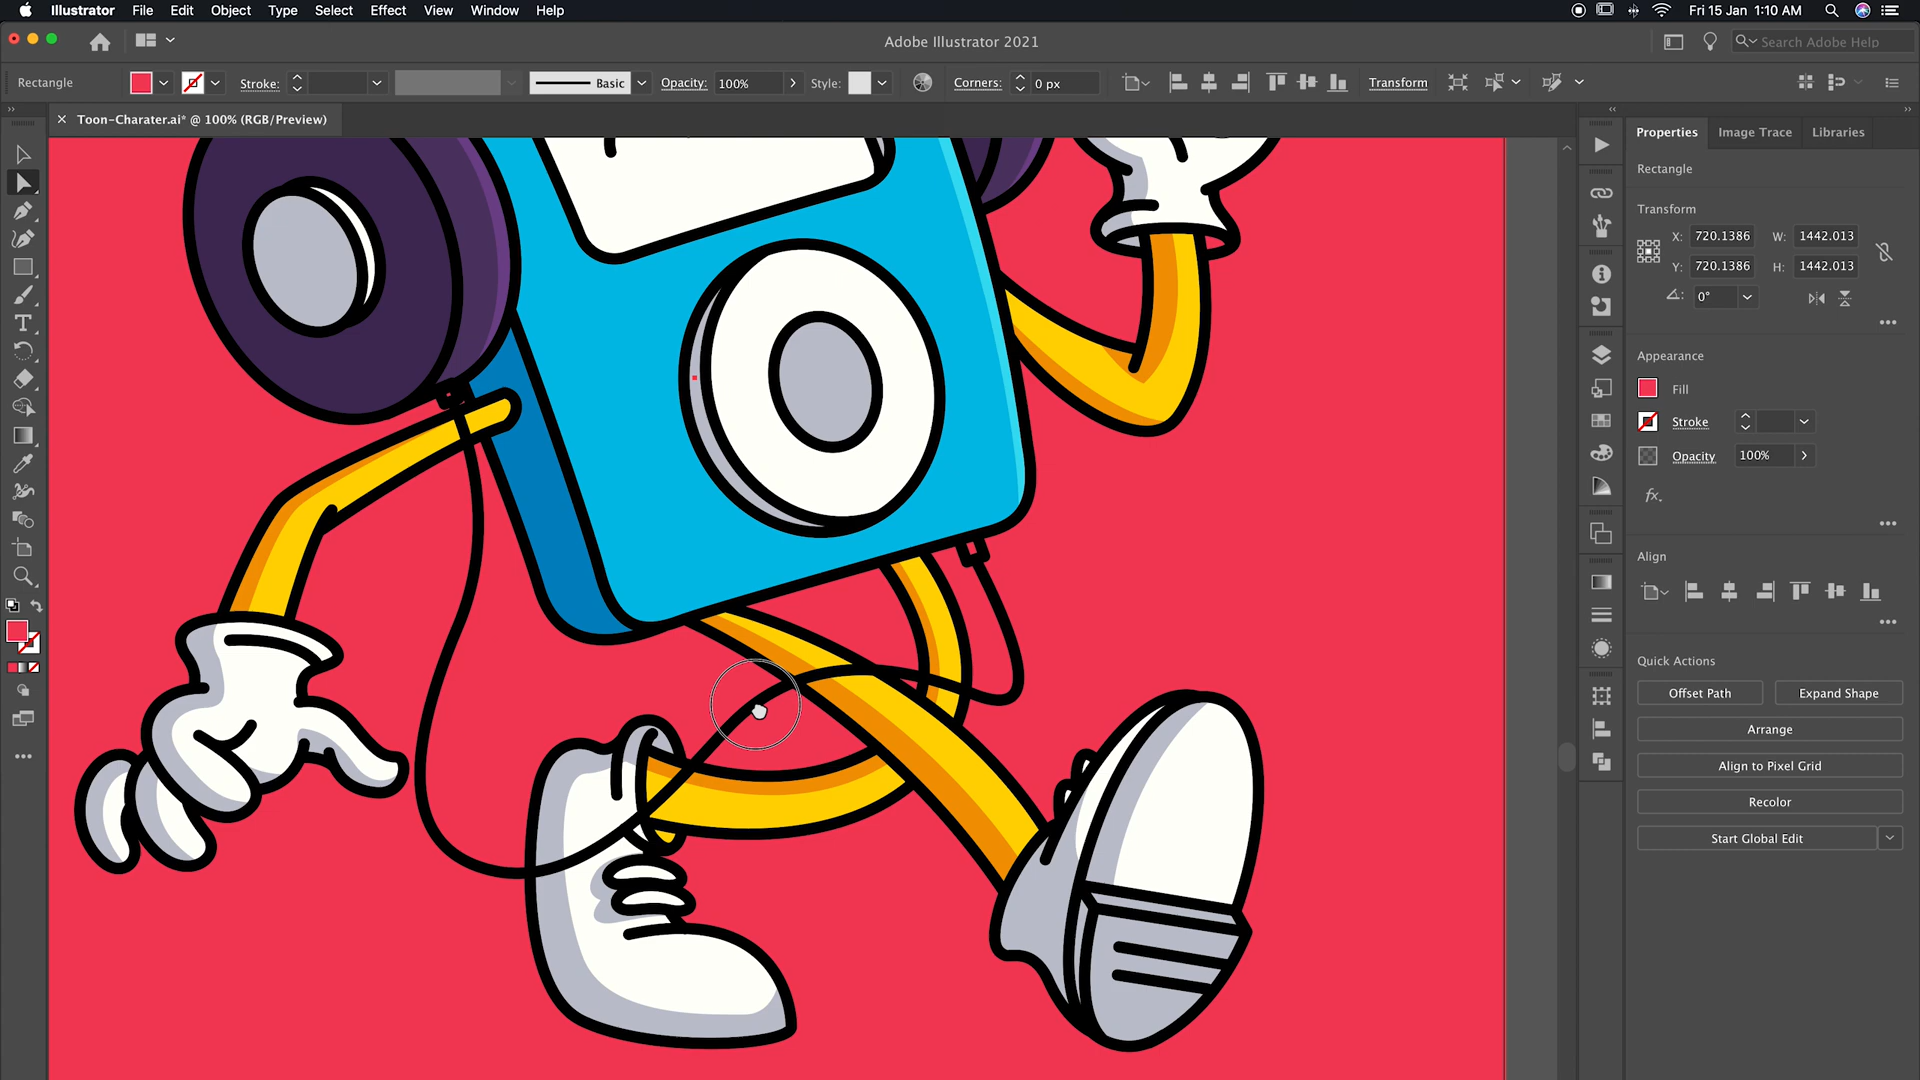 Illustrator File Edit Object Type Select Effect View Window Help Fri 15 Jan 1:10 AM
Adobe Illustrator 2021 Search Adobe Help
Rectangle Stroke: Basic Opacity: 100% Style: Corners: 0 px Transform
Toon-Charater.ai* @ 100% (RGB/Preview)
Properties Image Trace Libraries
Rectangle
Transform
X: 720.1386 W: 1442.013
Y: 720.1386 H: 1442.013
0°
Appearance
Fill
Stroke
Opacity 100%
fx
Align
Quick Actions
Offset Path Expand Shape
Arrange
Align to Pixel Grid
Recolor
Start Global Edit